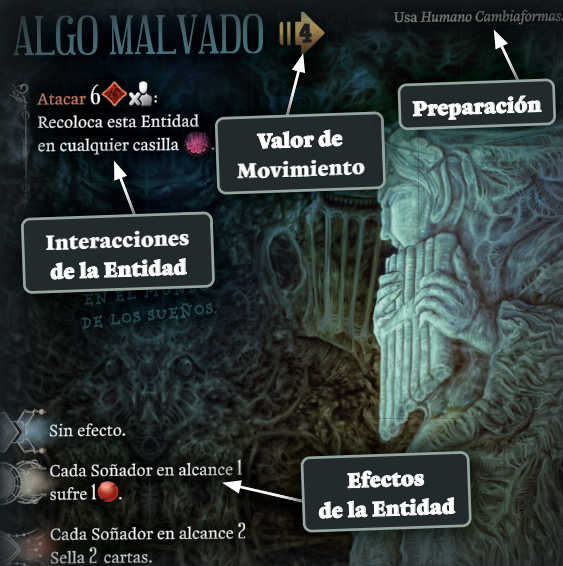 ALGO MALVADO 4
Usa Humano Cambiaformas.
Atacar 6 x:
Recoloca esta Entidad
en cualquier casilla .
Preparación
Valor de
Movimiento
Interacciones
de la Entidad
EN EL
DE LOS SUEÑOS.
Sin efecto.
Cada Soñador en alcance 1
sufre 1 .
Efectos
de la Entidad
Cada Soñador en alcance 2
Sella 2 cartas.